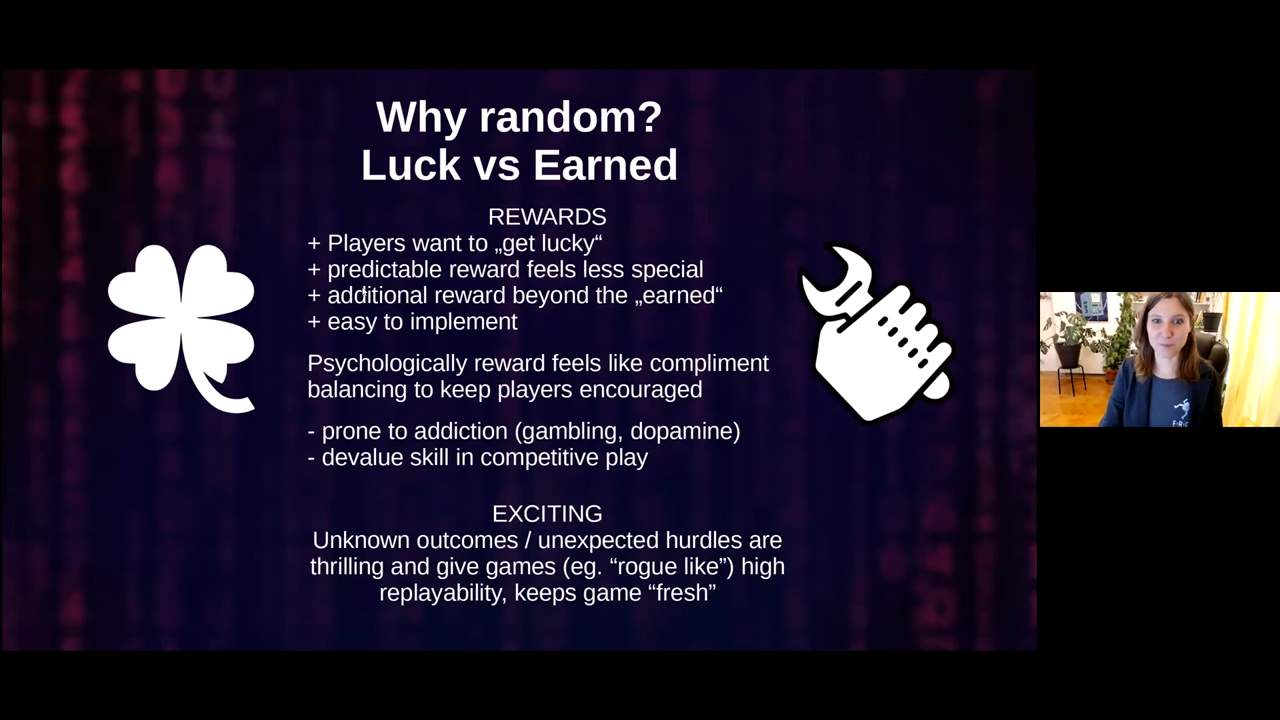 Why random?
Luck vs Earned
REWARDS
+ Players want to „get lucky“
+ predictable reward feels less special
+ additional reward beyond the „earned“
+ easy to implement
Psychologically reward feels like compliment
balancing to keep players encouraged
- prone to addiction (gambling, dopamine)
- devalue skill in competitive play
EXCITING
Unknown outcomes / unexpected hurdles are
thrilling and give games (eg. “rogue like”) high
replayability, keeps game “fresh”